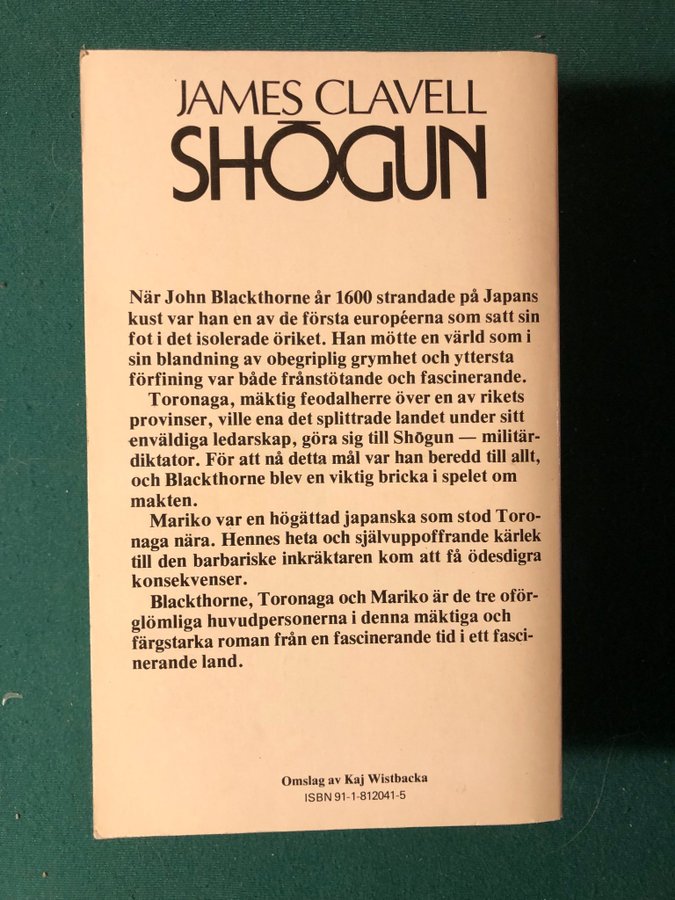 JAMES CLAVELL
SHŌGUN
När John Blackthorne år 1600 strandade på Japans
kust var han en av de första européerna som satt sin
fot i det isolerade öriket. Han mötte en värld som i
sin blandning av obegriplig grymhet och yttersta
förfining var både frånstötande och fascinerande.
Toronaga, mäktig feodalherre över en av rikets
provinser, ville ena det splittrade landet under sitt
enväldiga ledarskap, göra sig till Shōgun — militär-
diktator. För att nå detta mål var han beredd till allt,
och Blackthorne blev en viktig bricka i spelet om
makten.
Mariko var en högättad japanska som stod Toro-
naga nära. Hennes heta och självuppoffrande kärlek
till den barbariske inkräktaren kom att få ödesdigra
konsekvenser.
Blackthorne, Toronaga och Mariko är de tre oför-
glömliga huvudpersonerna i denna mäktiga och
färgstarka roman från en fascinerande tid i ett fasci-
nerande land.
Omslag av Kaj Wistbacka
ISBN 91-1-812041-5